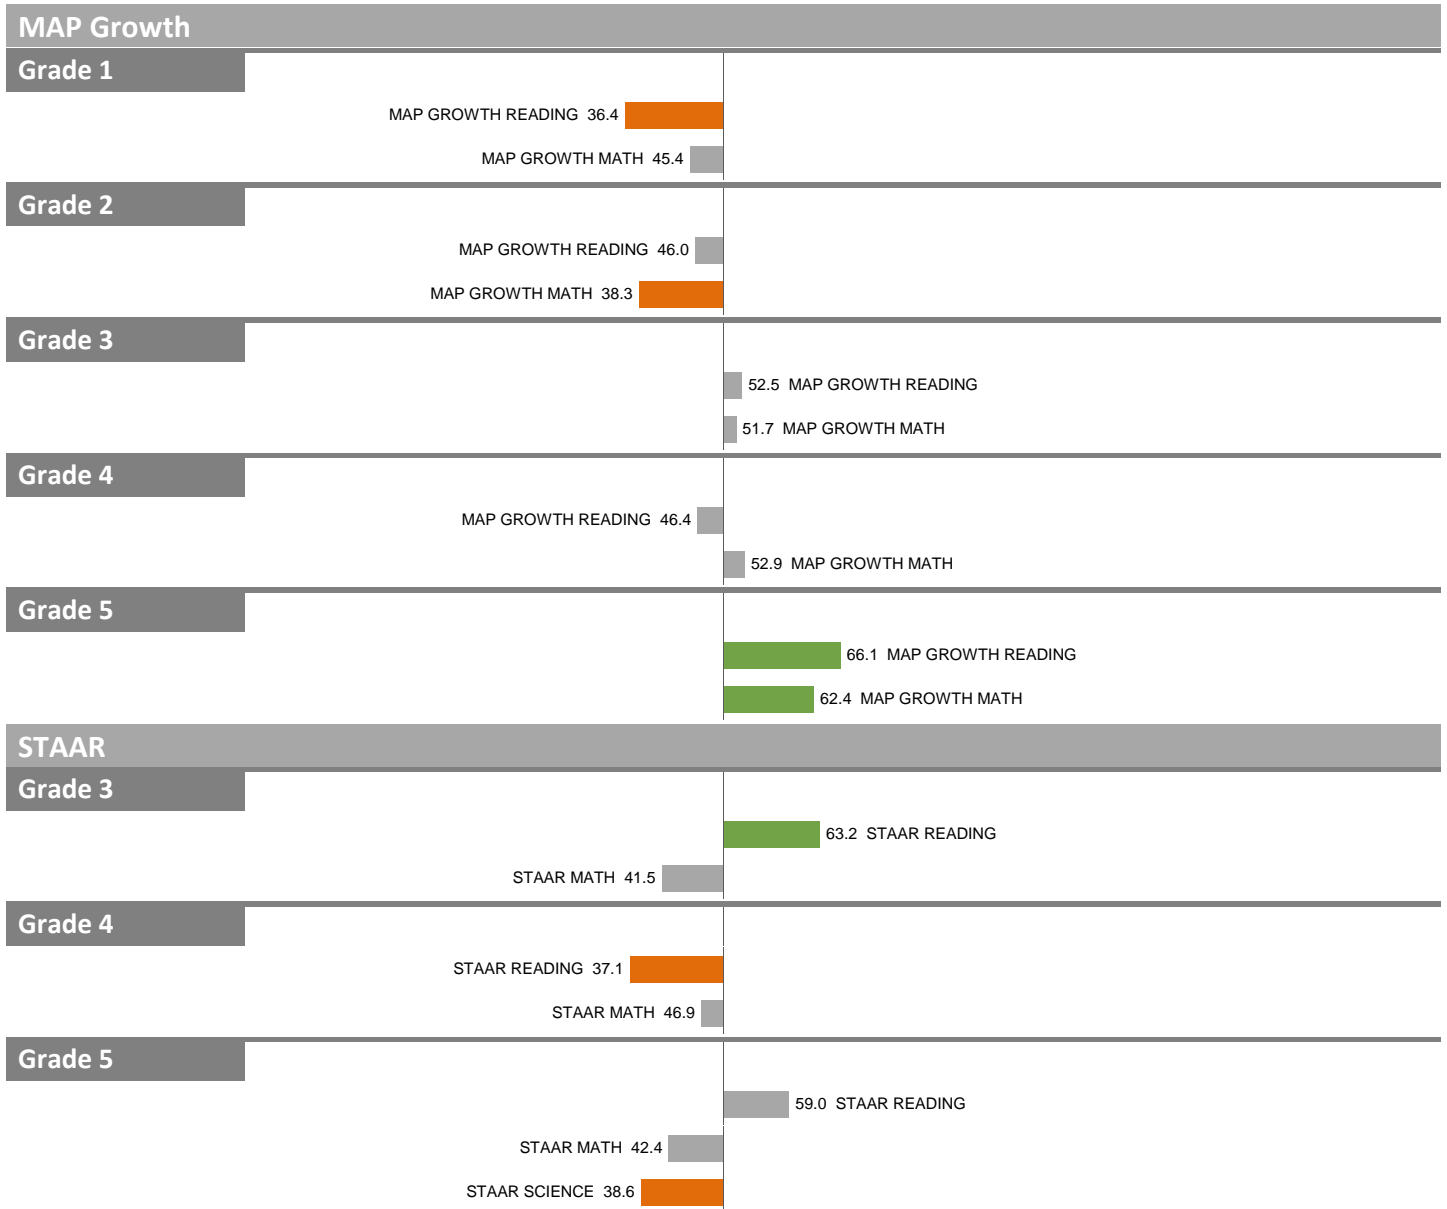 MAP Growth
Grade 1
MAP GROWTH READING 36.4
MAP GROWTH MATH 45.4
Grade 2
MAP GROWTH READING 46.0
MAP GROWTH MATH 38.3
Grade 3
52.5 MAP GROWTH READING
51.7 MAP GROWTH MATH
Grade 4
MAP GROWTH READING 46.4
52.9 MAP GROWTH MATH
Grade 5
66.1 MAP GROWTH READING
62.4 MAP GROWTH MATH
STAAR
Grade 3
63.2 STAAR READING
STAAR MATH 41.5
Grade 4
STAAR READING 37.1
STAAR MATH 46.9
Grade 5
59.0 STAAR READING
STAAR MATH 42.4
STAAR SCIENCE 38.6